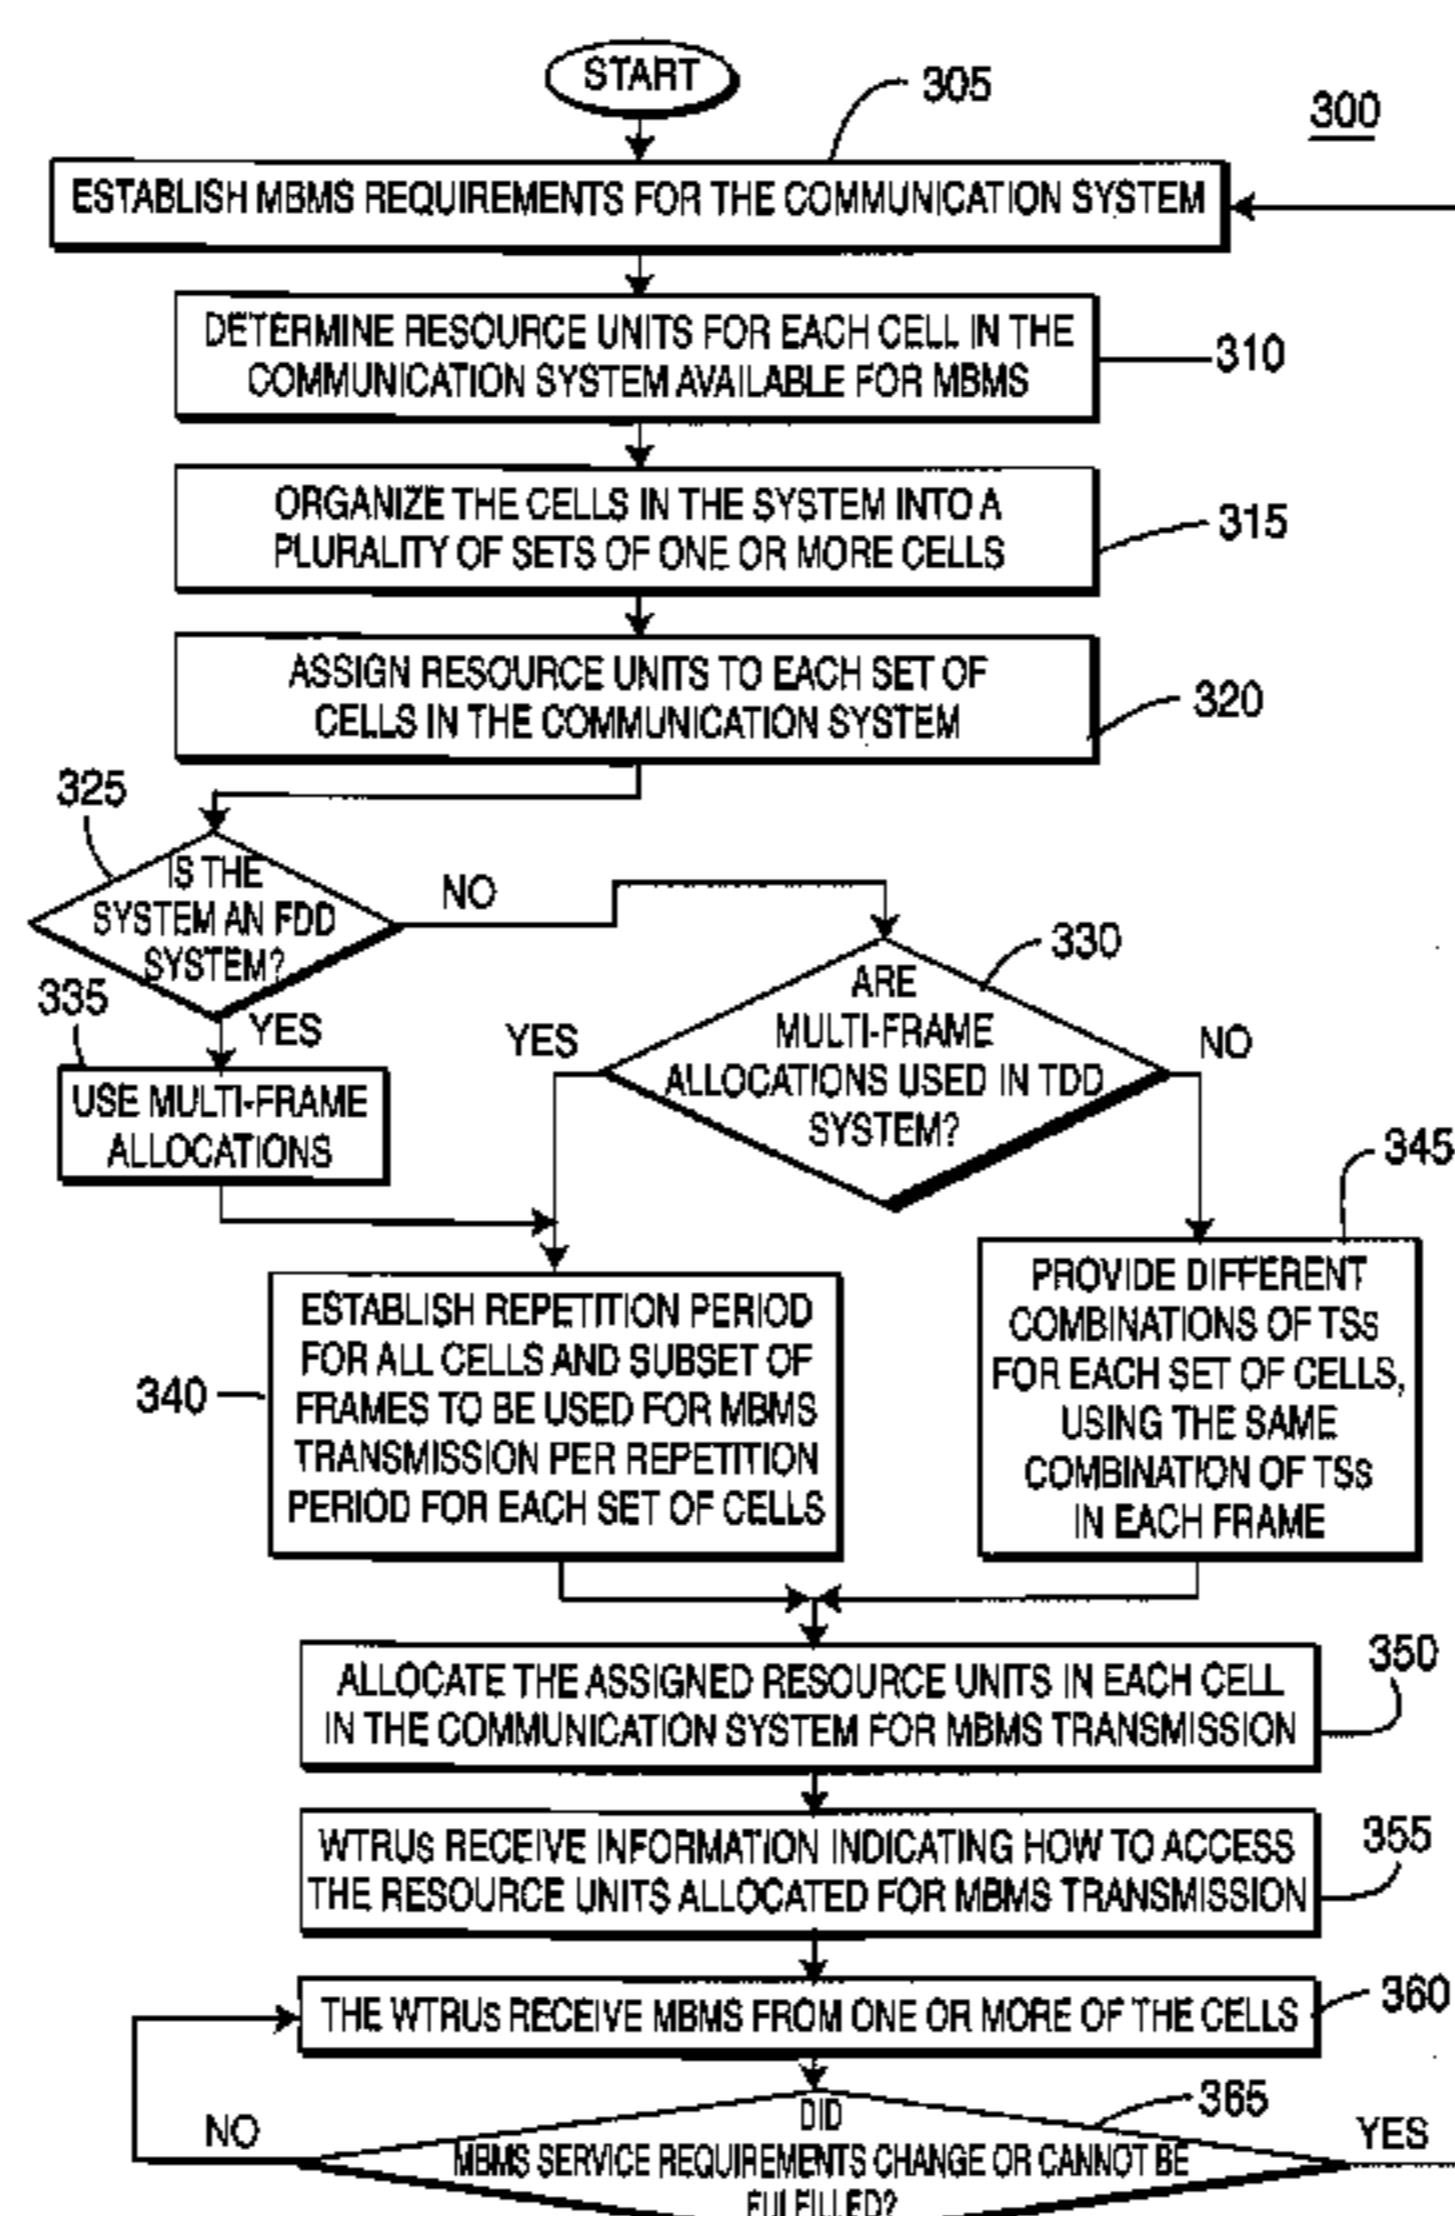 START
305
300
ESTABLISH MBMS REQUIREMENTS FOR THE COMMUNICATION SYSTEM
DETERMINE RESOURCE UNITS FOR EACH CELL IN THE
COMMUNICATION SYSTEM AVAILABLE FOR MBMS
310
ORGANIZE THE CELLS IN THE SYSTEM INTO A
PLURALITY OF SETS OF ONE OR MORE CELLS
315
ASSIGN RESOURCE UNITS TO EACH SET OF
CELLS IN THE COMMUNICATION SYSTEM
320
325
IS THE
SYSTEM AN FDD
SYSTEM?
NO
335
YES
USE MULTI-FRAME
ALLOCATIONS
330
ARE
MULTI-FRAME
ALLOCATIONS USED IN TDD
SYSTEM?
YES
NO
345
ESTABLISH REPETITION PERIOD
FOR ALL CELLS AND SUBSET OF
FRAMES TO BE USED FOR MBMS
TRANSMISSION PER REPETITION
PERIOD FOR EACH SET OF CELLS
340
PROVIDE DIFFERENT
COMBINATIONS OF TSs
FOR EACH SET OF CELLS,
USING THE SAME
COMBINATION OF TSs
IN EACH FRAME
ALLOCATE THE ASSIGNED RESOURCE UNITS IN EACH CELL
IN THE COMMUNICATION SYSTEM FOR MBMS TRANSMISSION
350
WTRUs RECEIVE INFORMATION INDICATING HOW TO ACCESS
THE RESOURCE UNITS ALLOCATED FOR MBMS TRANSMISSION
355
THE WTRUs RECEIVE MBMS FROM ONE OR MORE OF THE CELLS
360
365
NO
DID
MBMS SERVICE REQUIREMENTS CHANGE OR CANNOT BE
FULFILLED?
YES